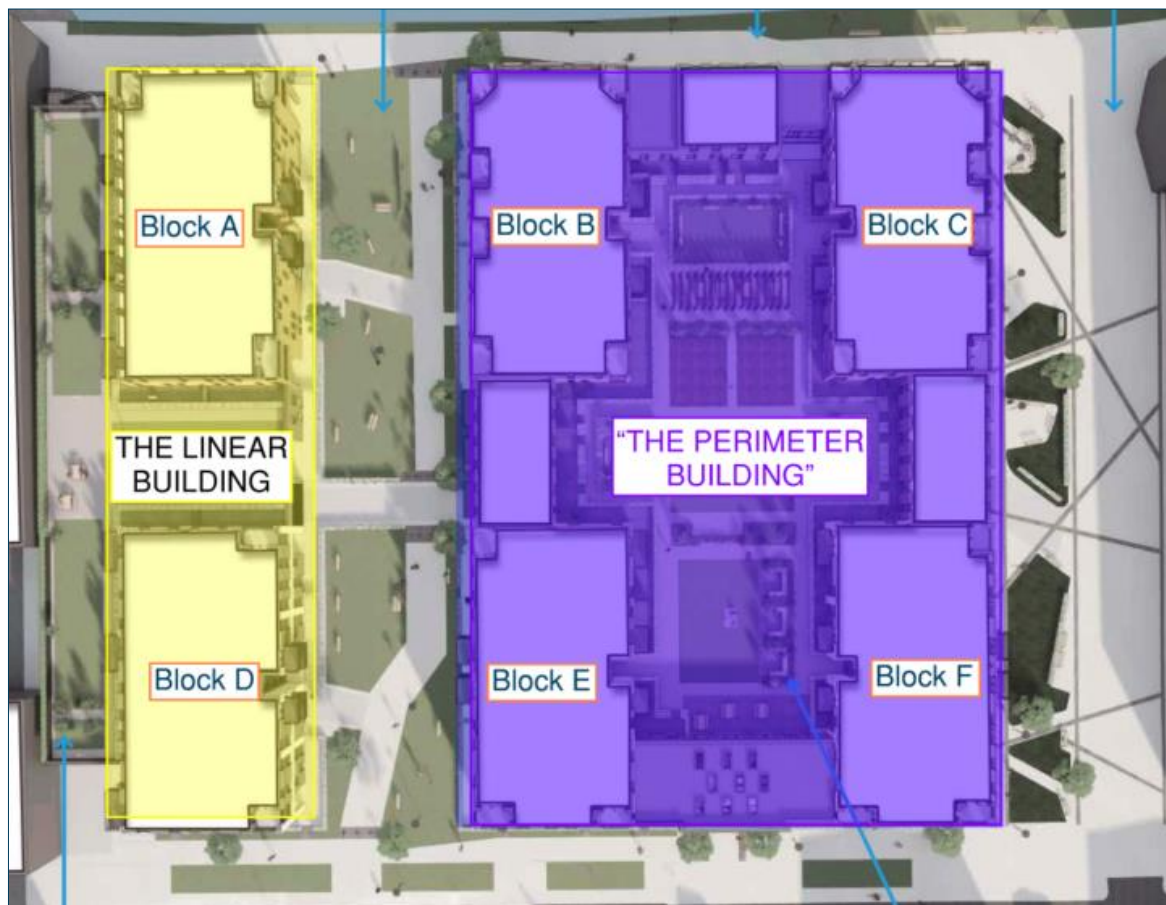 Block A
Block B
Block C
THE LINEAR
BUILDING
“THE PERIMETER
BUILDING”
Block D
Block E
Block F